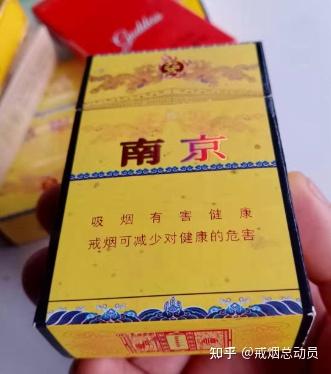 南京
吸烟有害健康
戒烟可减少对健康的危害
知乎 @戒烟总动员